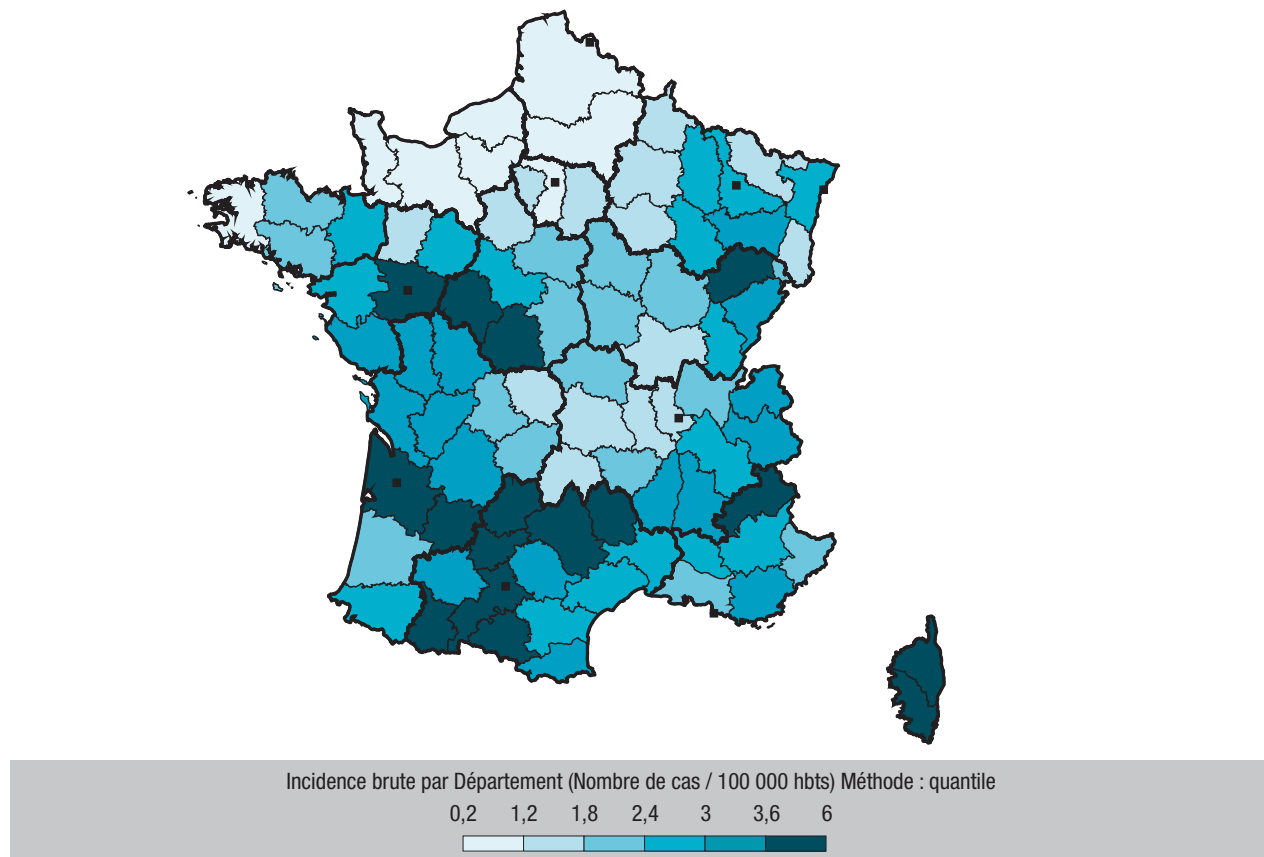 Incidence brute par Département (Nombre de cas / 100 000 hbts) Méthode : quantile
0,2 1,2 1,8 2,4 3 3,6 6